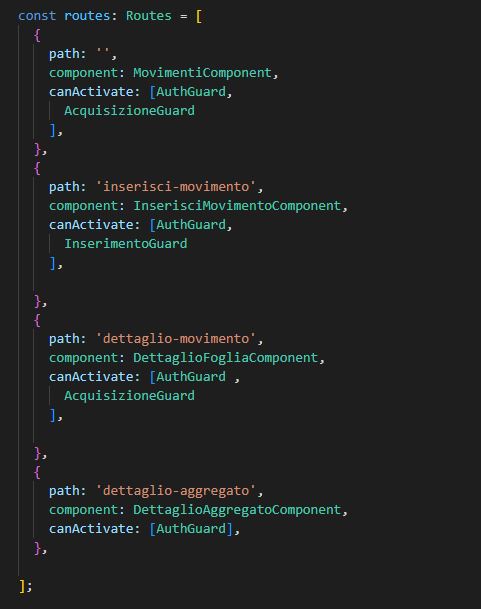 const routes: Routes = [
  {
    path: '',
    component: MovimentiComponent,
    canActivate: [AuthGuard,
      AcquisizioneGuard
    ],
  },
  {
    path: 'inserisci-movimento',
    component: InserisciMovimentoComponent,
    canActivate: [AuthGuard,
      InserimentoGuard
    ],
  },
  {
    path: 'dettaglio-movimento',
    component: DettaglioFogliaComponent,
    canActivate: [AuthGuard ,
      AcquisizioneGuard
    ],
  },
  {
    path: 'dettaglio-aggregato',
    component: DettaglioAggregatoComponent,
    canActivate: [AuthGuard],
  },
];